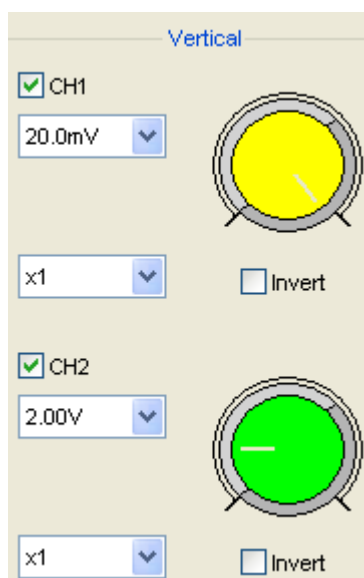 Vertical
CH1
20.0mV
x1
Invert
CH2
2.00V
x1
Invert